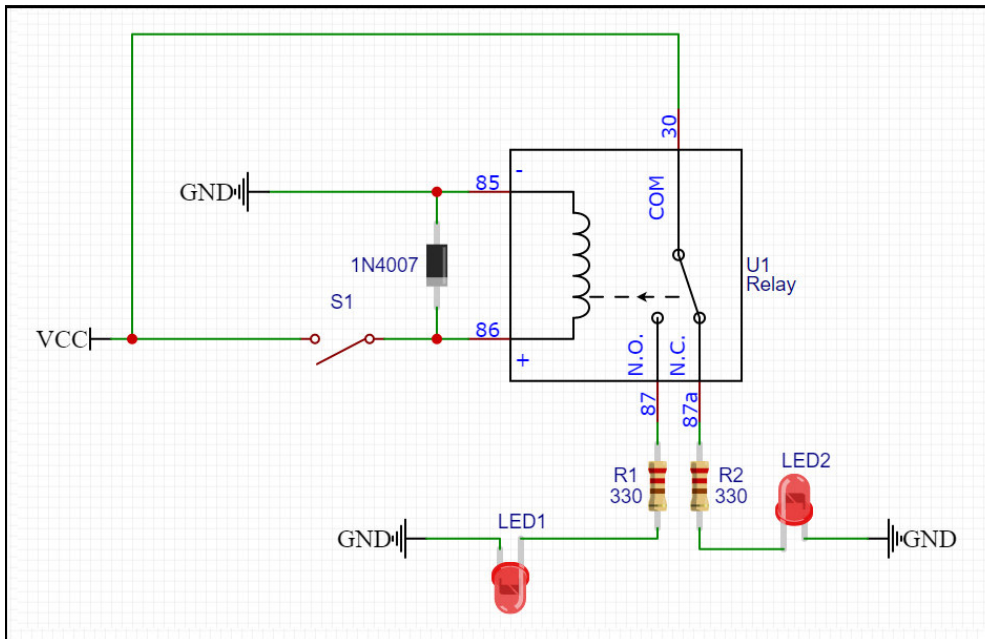 30
COM
85
-
GND
1N4007
U1
Relay
S1
86
VCC
+
N.O.
N.C.
87
87a
R1
330
R2
330
LED2
LED1
GND
GND